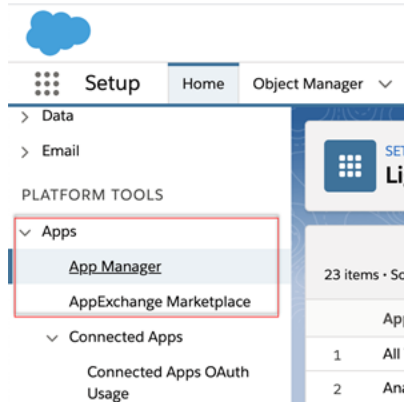 Setup Home Object Manager
Data
Email
PLATFORM TOOLS
Apps
App Manager
AppExchange Marketplace
Connected Apps
Connected Apps OAuth
Usage
SET
Li
23 items • So
Ap
1 All
2 Ana